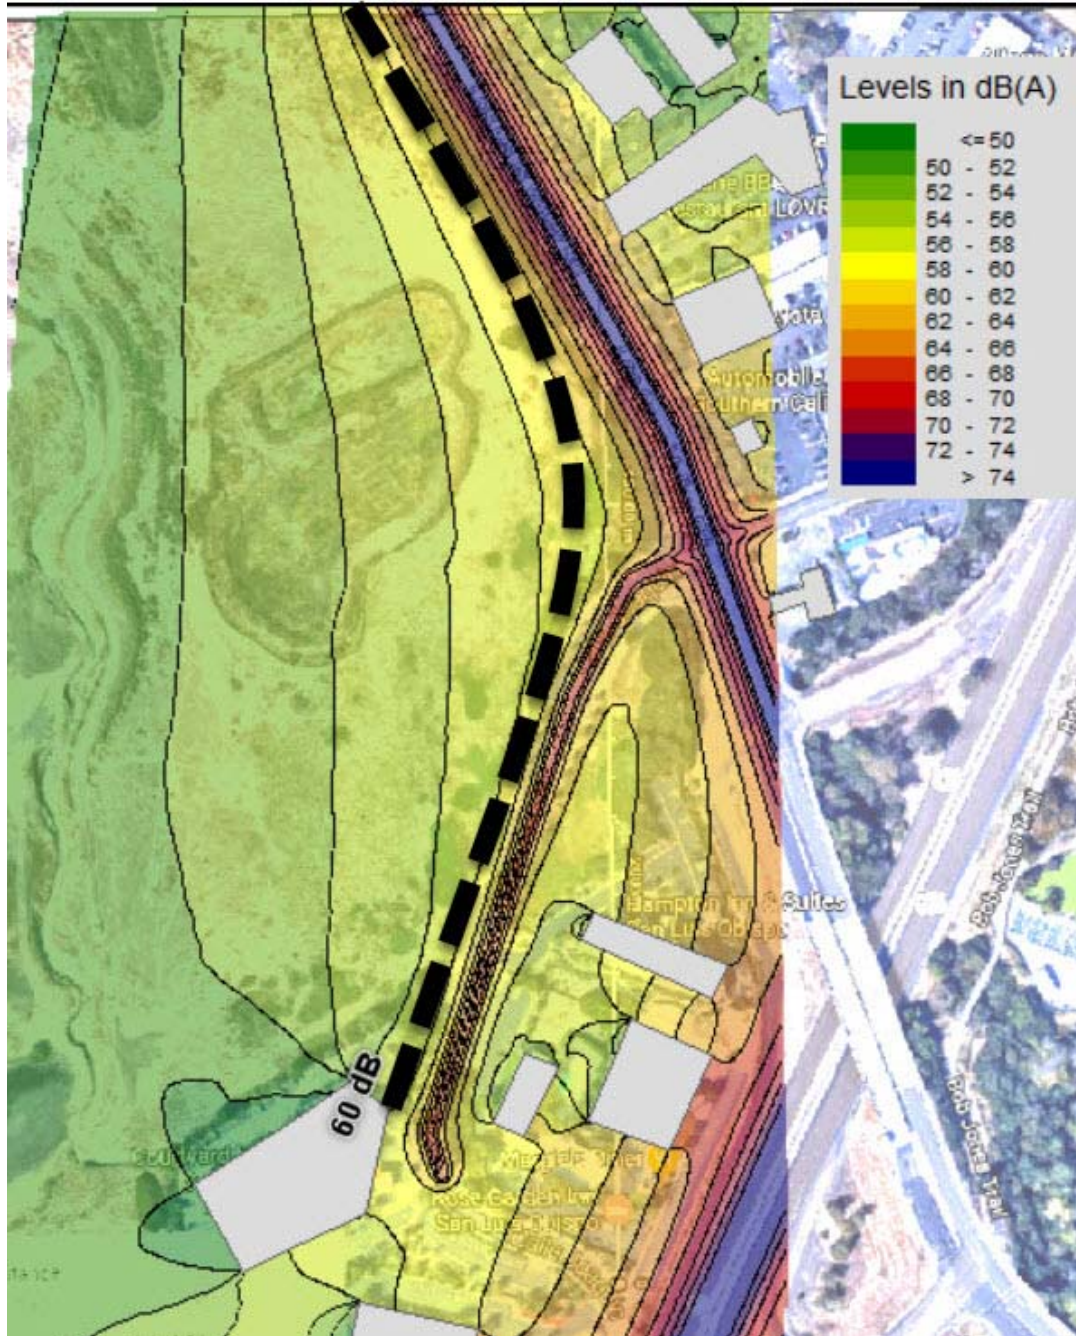 Levels in dB(A)
<= 50
50 - 52
52 - 54
54 - 56
56 - 58
58 - 60
60 - 62
62 - 64
64 - 66
66 - 68
68 - 70
70 - 72
72 - 74
> 74
Automobile
Southern Cali
Hampton Inn & Suites
San Luis Obispo
Bob Jones Trail
60 dB
Bob Jones Trail
Rose Garden Inn
San Luis Obispo